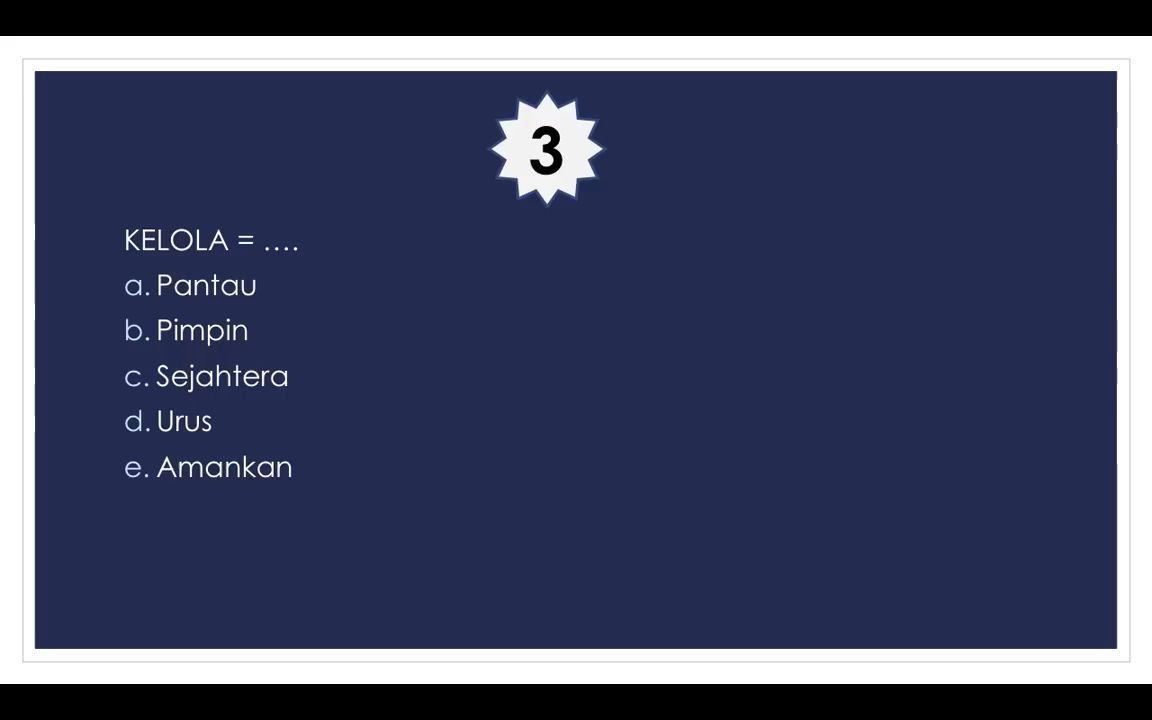 3
KELOLA = ....
a. Pantau
b. Pimpin
c. Sejahtera
d. Urus
e. Amankan